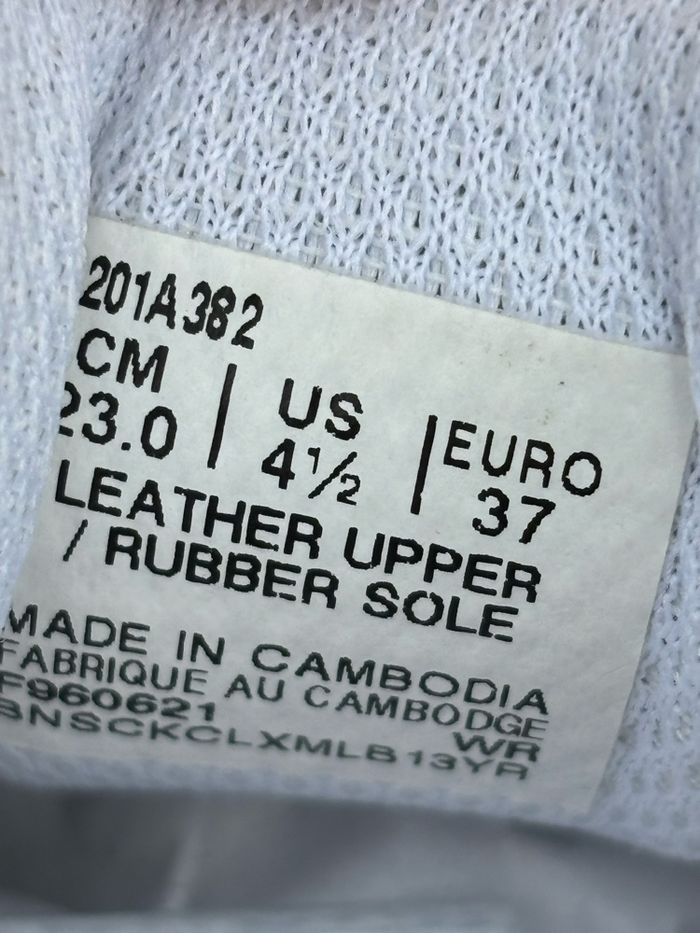 201A382
CM | US | EURO
23.0 4½ 37
LEATHER UPPER
/ RUBBER SOLE
MADE IN CAMBODIA
FABRIQUE AU CAMBODGE
F960621 WR
BNSCKCLXMLB13YR